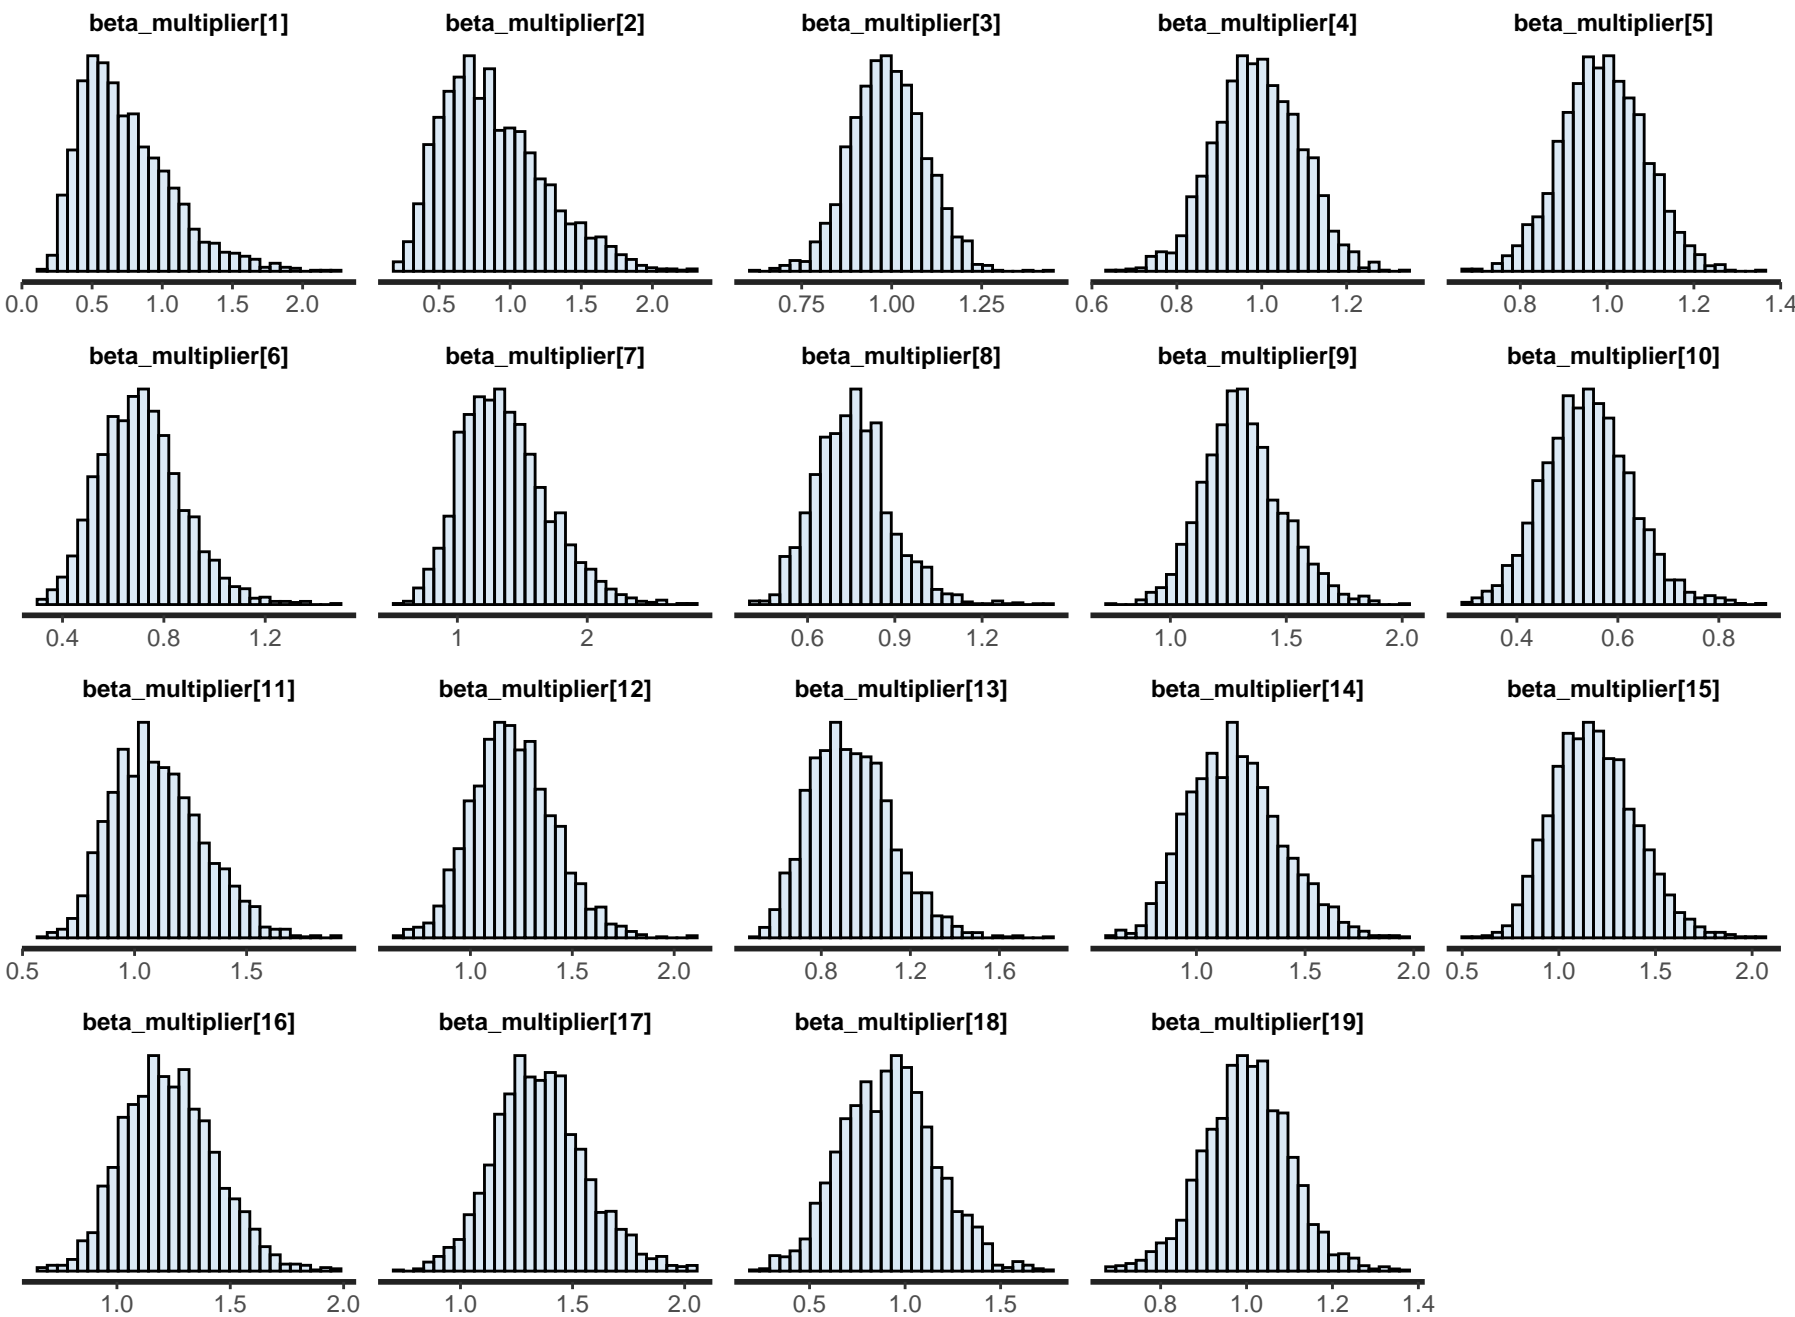 beta_multiplier[1] beta_multiplier[2] beta_multiplier[3] beta_multiplier[4] beta_multiplier[5]
0.0 0.5 1.0 1.5 2.0 0.5 1.0 1.5 2.0 0.75 1.00 1.25 0.6 0.8 1.0 1.2 0.8 1.0 1.2 1.4
beta_multiplier[6] beta_multiplier[7] beta_multiplier[8] beta_multiplier[9] beta_multiplier[10]
0.4 0.8 1.2 1 2 0.6 0.9 1.2 1.0 1.5 2.0 0.4 0.6 0.8
beta_multiplier[11] beta_multiplier[12] beta_multiplier[13] beta_multiplier[14] beta_multiplier[15]
0.5 1.0 1.5 1.0 1.5 2.0 0.8 1.2 1.6 1.0 1.5 2.0 0.5 1.0 1.5 2.0
beta_multiplier[16] beta_multiplier[17] beta_multiplier[18] beta_multiplier[19]
1.0 1.5 2.0 1.0 1.5 2.0 0.5 1.0 1.5 0.8 1.0 1.2 1.4